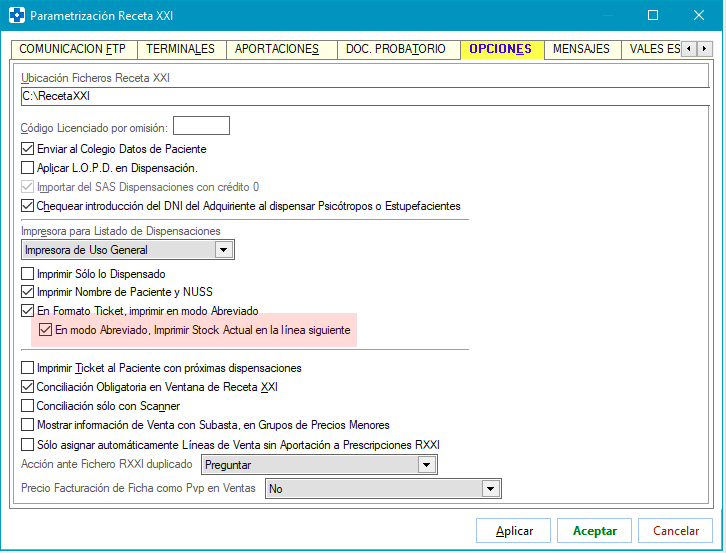 Parametrización Receta XXI
COMUNICACION FTP TERMINALES APORTACIONES DOC. PROBATORIO OPCIONES MENSAJES VALES ES
Ubicación Ficheros Receta XXI
C:\RecetaXXI
Código Licenciado por omisión:
Enviar al Colegio Datos de Paciente
Aplicar L.O.P.D. en Dispensación.
Importar del SAS Dispensaciones con crédito 0
Chequear introducción del DNI del Adquiriente al dispensar Psicótropos o Estupefacientes
Impresora para Listado de Dispensaciones
Impresora de Uso General
Imprimir Sólo lo Dispensado
Imprimir Nombre de Paciente y NUSS
En Formato Ticket, imprimir en modo Abreviado
En modo Abreviado, Imprimir Stock Actual en la línea siguiente
Imprimir Ticket al Paciente con próximas dispensaciones
Conciliación Obligatoria en Ventana de Receta XXI
Conciliación sólo con Scanner
Mostrar información de Venta con Subasta, en Grupos de Precios Menores
Sólo asignar automáticamente Líneas de Venta sin Aportación a Prescripciones RXXI
Acción ante Fichero RXXI duplicado Preguntar
Precio Facturación de Ficha como Pvp en Ventas No
Aplicar Aceptar Cancelar